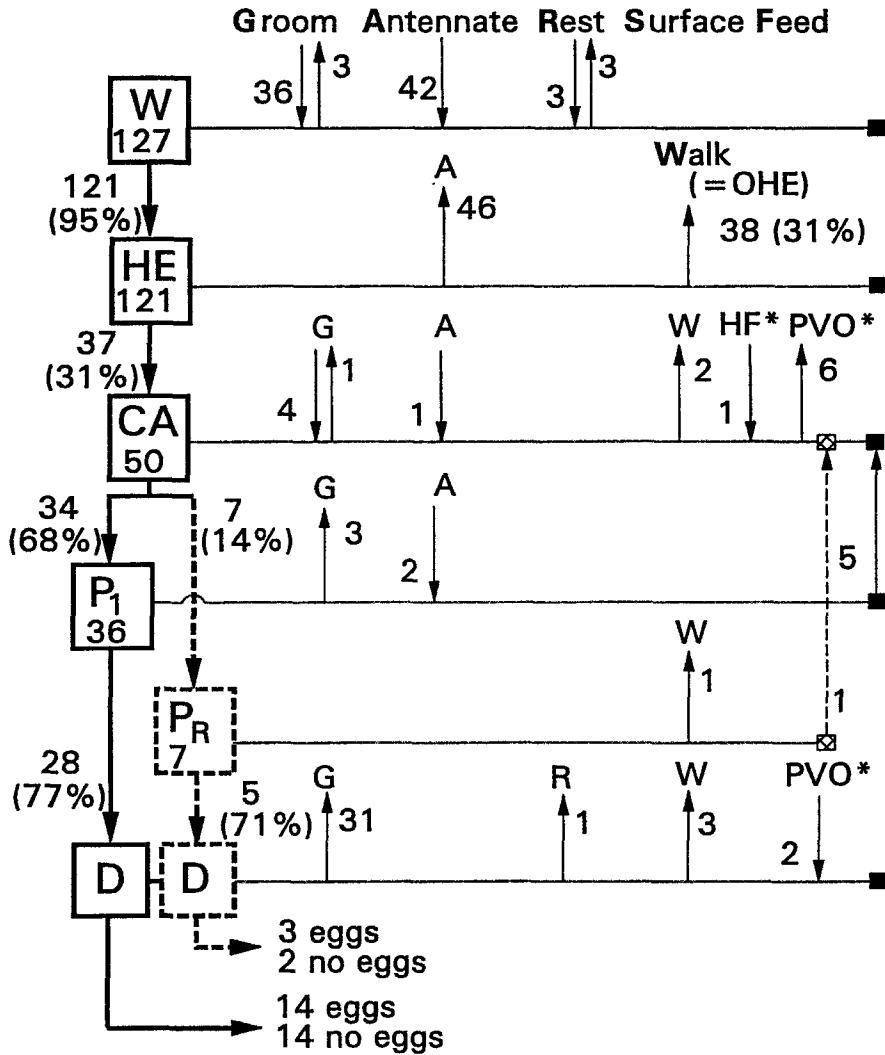 Groom Antennate Rest Surface Feed
36 3 42 3 3
W
127
121
(95%)
A
46
Walk
(=OHE)
38 (31%)
HE
121
37
(31%)
G A W HF* PVO*
4 1 1 2 1 6
CA
50
34
(68%)
7
(14%)
G A
3 2
5
P1
36
W
1
1
PR
7
28
(77%)
5
(71%)
G R W PVO*
31 1 3 2
D D
3 eggs
2 no eggs
14 eggs
14 no eggs